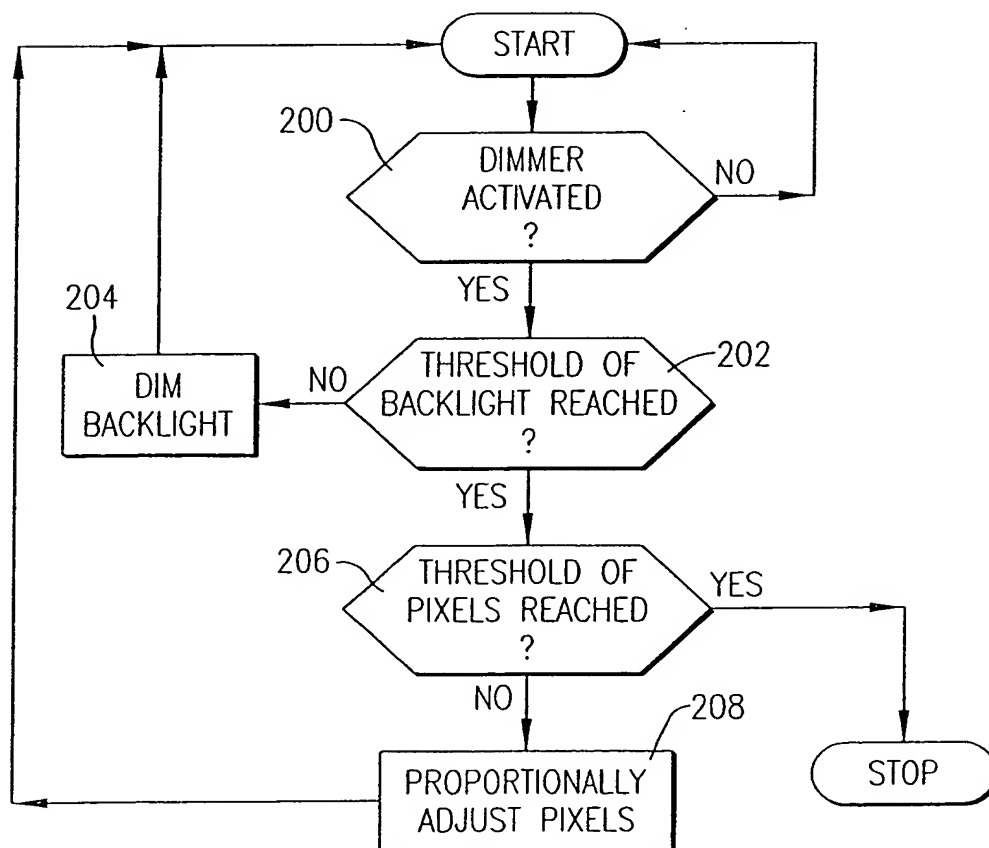 START
200
DIMMER
ACTIVATED
?
NO
YES
204
DIM
BACKLIGHT
NO
THRESHOLD OF
BACKLIGHT REACHED
?
202
YES
206
THRESHOLD OF
PIXELS REACHED
?
YES
NO
208
PROPORTIONALLY
ADJUST PIXELS
STOP